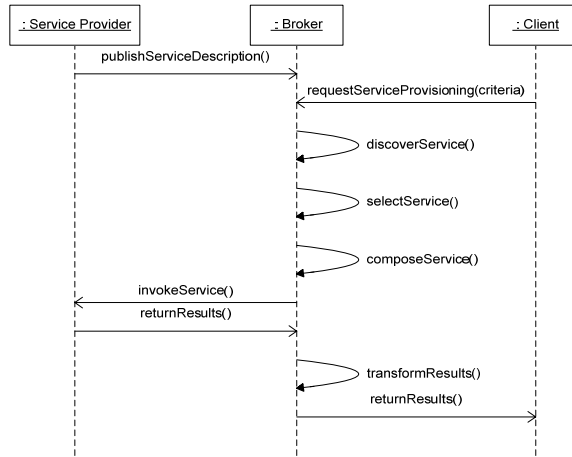 : Service Provider
: Broker
: Client
publishServiceDescription()
requestServiceProvisioning(criteria)
discoverService()
selectService()
composeService()
invokeService()
returnResults()
transformResults()
returnResults()